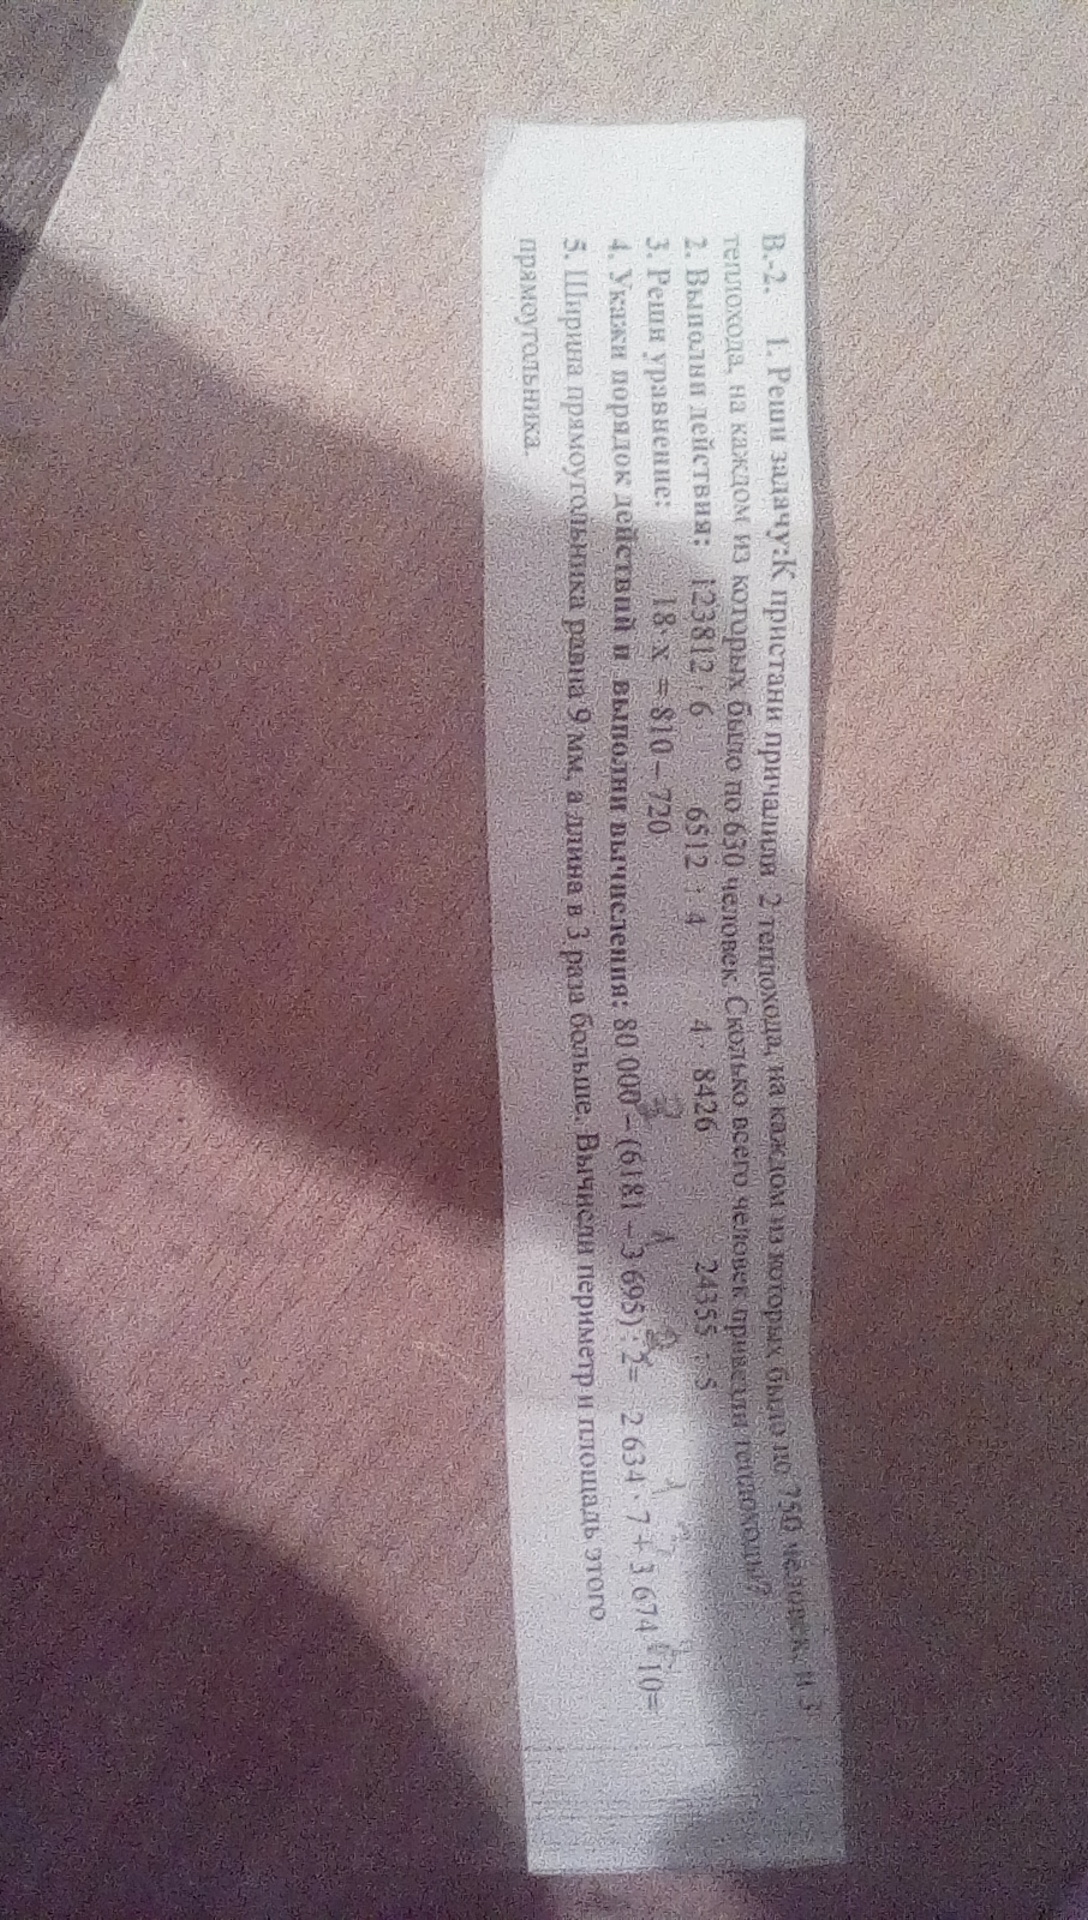 В.-2. 1. Реши задачу:К пристани причалили 2 теплохода, на каждом из которых было по 750 человек, и 3
теплохода, на каждом из которых было по 630 человек. Сколько всего человек привезли теплоходы?
2. Выполни действия: 123812 : 6 6512 : 4 4 · 8426 24355 : 5
3. Реши уравнение: 18· х = 810 – 720
4. Укажи порядок действий и выполни вычисления: 80 000 – (6181 – 3 695) : 2= 2 634 · 7 + 3 674 · 10=
5. Ширина прямоугольника равна 9 мм, а длина в 3 раза больше. Вычисли периметр и площадь этого
прямоугольника.